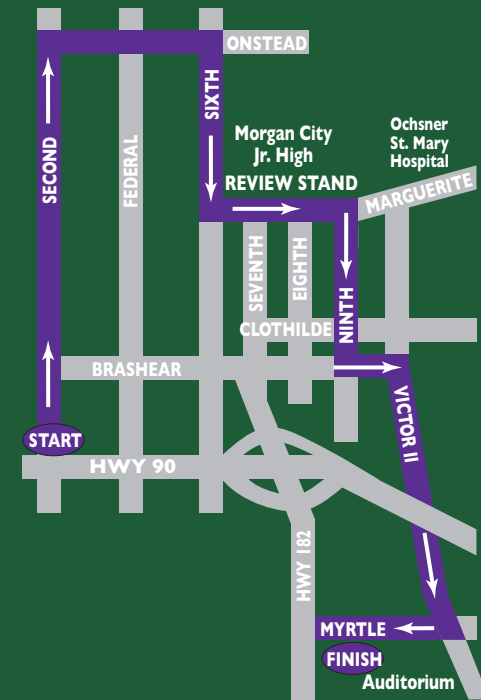 ONSTEAD
SIXTH
SECOND
FEDERAL
Morgan City
Jr. High
REVIEW STAND
Ochsner
St. Mary
Hospital
MARGUERITE
SEVENTH
EIGHTH
NINTH
CLOTHILDE
BRASHEAR
VICTOR II
START
HWY 90
HWY 182
MYRTLE
FINISH
Auditorium